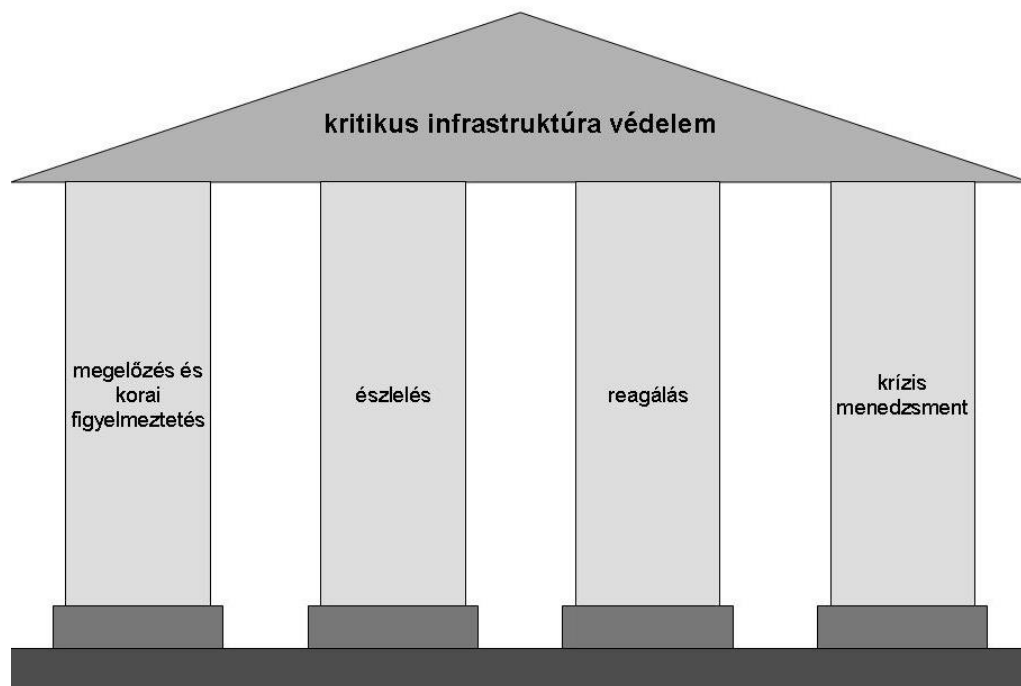 kritikus infrastruktúra védelem
megelőzés és
korai
figyelmeztetés
észlelés
reagálás
krízis
menedzsment